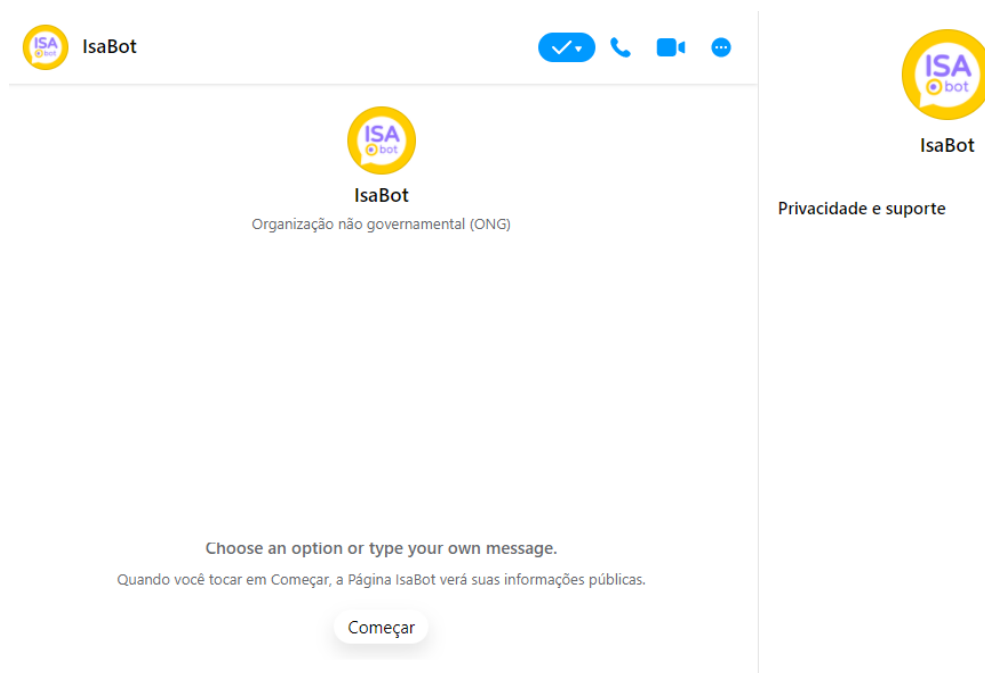 ISA
bot
IsaBot
ISA
bot
IsaBot
Organização não governamental (ONG)
Choose an option or type your own message.
Quando você tocar em Começar, a Página IsaBot verá suas informações públicas.
Começar
ISA
bot
IsaBot
Privacidade e suporte